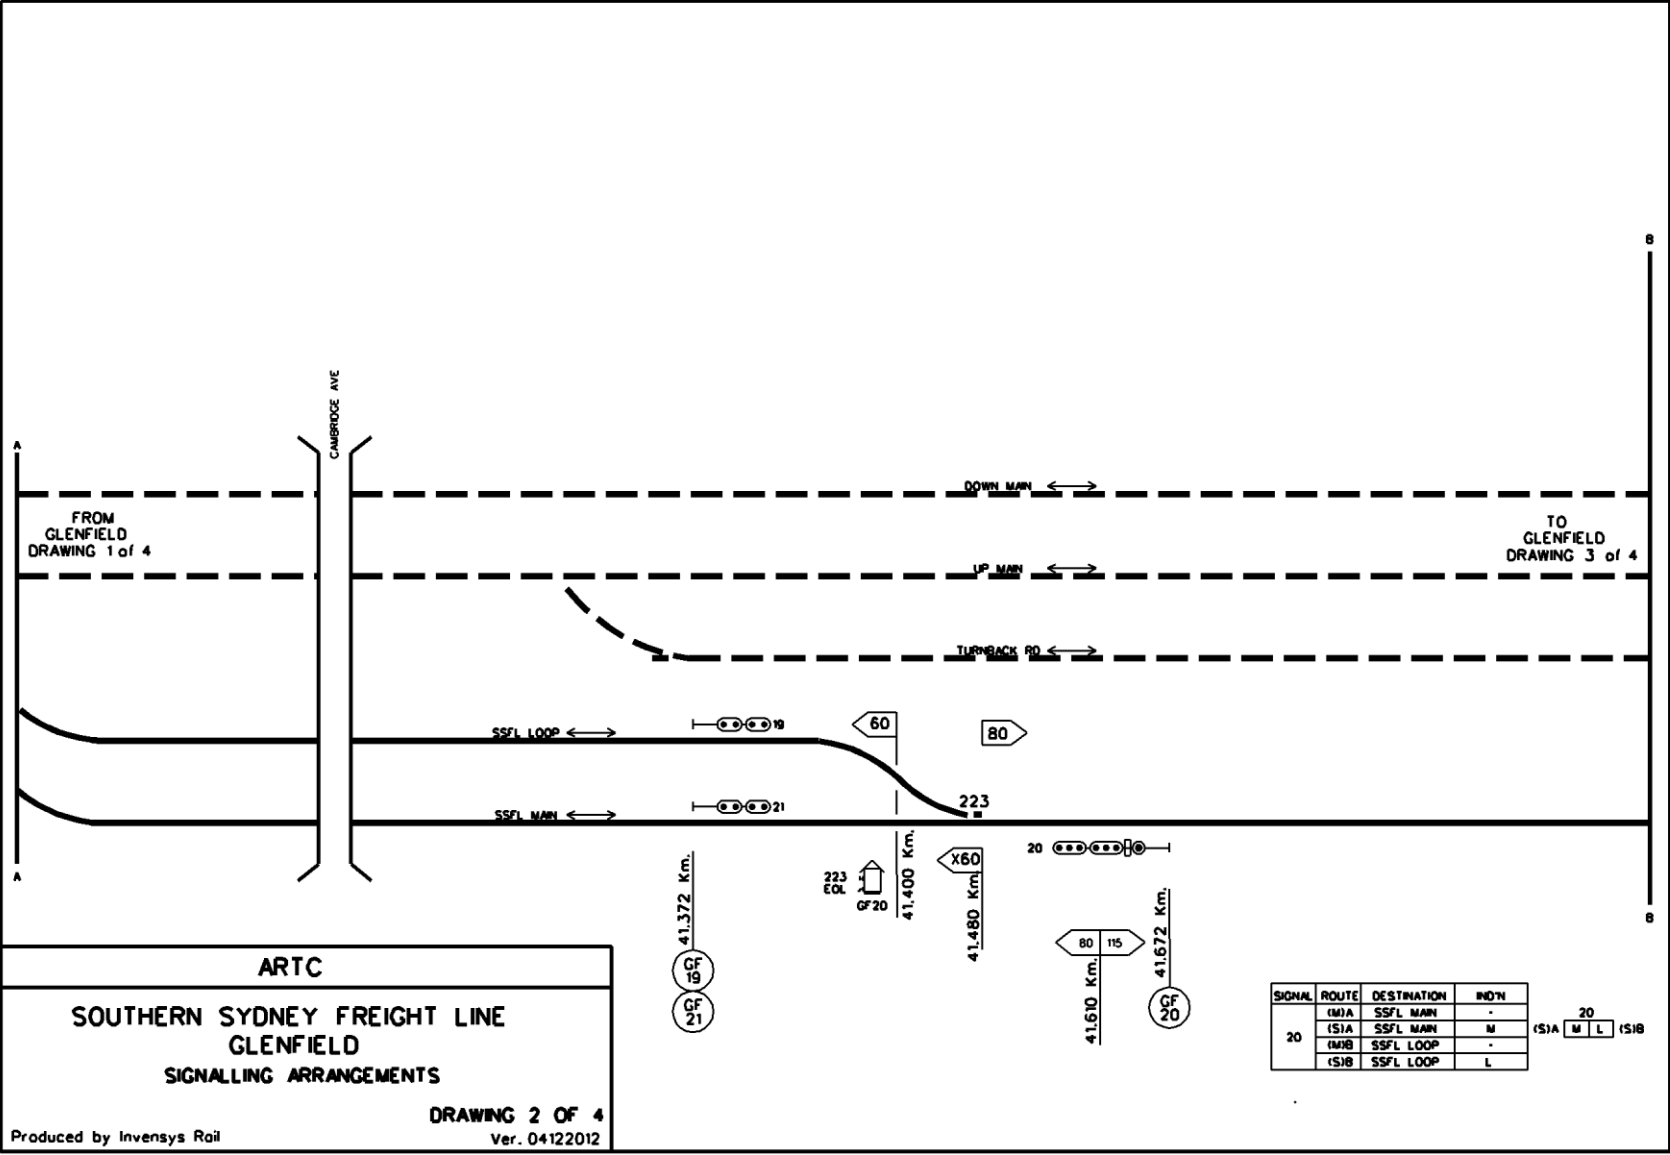 B
CAMBRIDGE AVE
A
DOWN MAIN
FROM
GLENFIELD
DRAWING 1 of 4
TO
GLENFIELD
DRAWING 3 of 4
UP MAIN
TURNBACK RD
SSFL LOOP
19
60
80
SSFL MAIN
21
223
20
X60
A
223
EOL
GF20
41.372 Km.
41.400 Km.
41.480 Km.
41.610 Km.
41.672 Km.
B
80 115
GF
19
GF
21
GF
20
ARTC
SOUTHERN SYDNEY FREIGHT LINE
GLENFIELD
SIGNALLING ARRANGEMENTS
DRAWING 2 OF 4
Produced by Invensys Rail
Ver. 04122012
SIGNAL ROUTE DESTINATION IND'N
20
(M)A SSFL MAIN -
(S)A SSFL MAIN M
(M)B SSFL LOOP -
(S)B SSFL LOOP L
20
(S)A M L (S)B